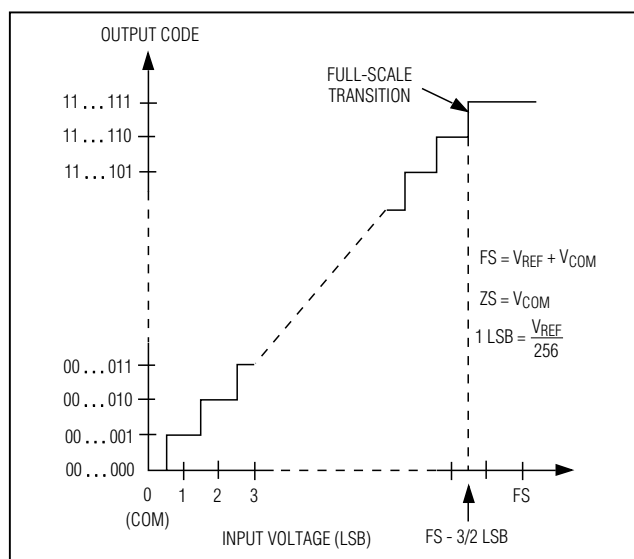 OUTPUT CODE
FULL-SCALE
TRANSITION
11...111
11...110
11...101
FS = VREF + VCOM
ZS = VCOM
1 LSB = VREF
256
00...011
00...010
00...001
00...000
0
1
2
3
FS
(COM)
INPUT VOLTAGE (LSB)
FS - 3/2 LSB